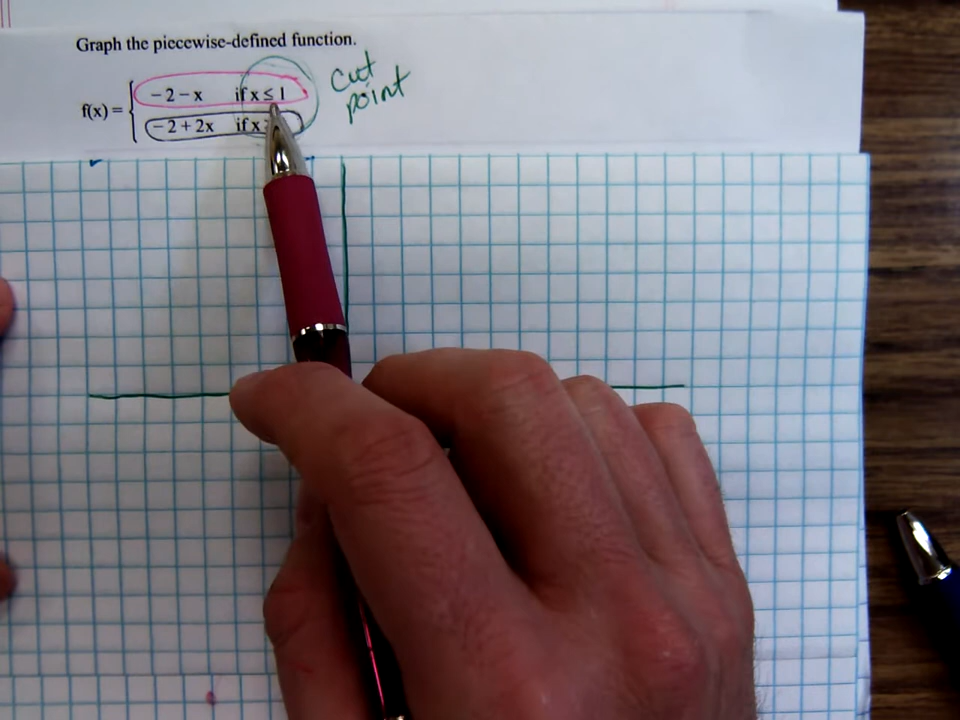 Graph the piecewise-defined function.
f(x) =
−2 − x if x ≤ 1
−2 + 2x if x
cut
point